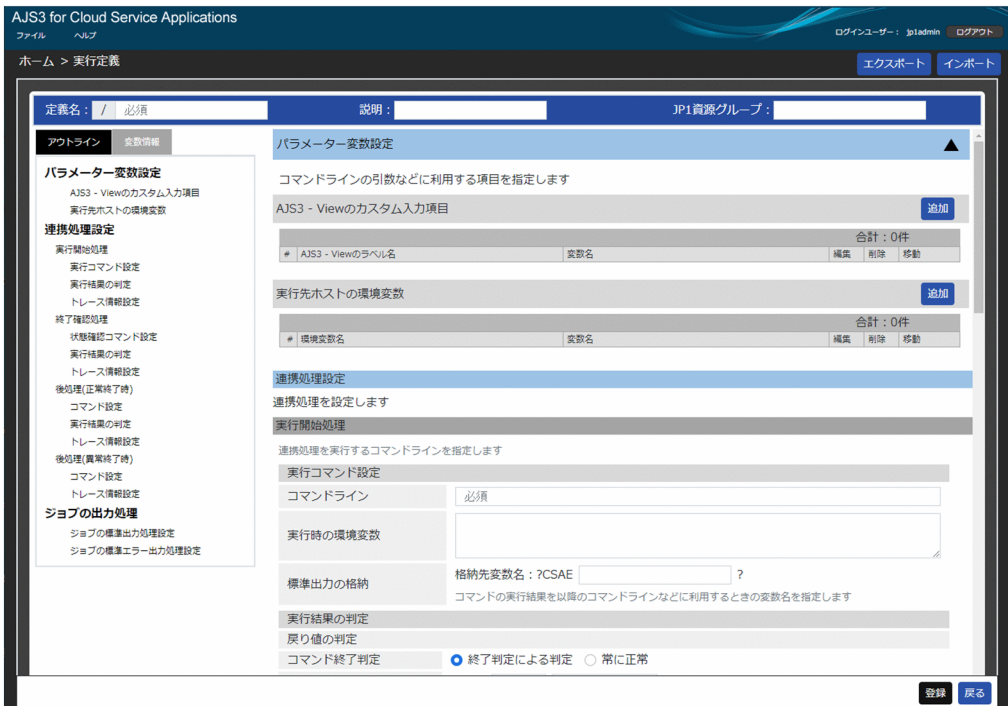 AJS3 for Cloud Service Applications
ファイル ヘルプ
ログインユーザー： jp1admin ログアウト
ホーム > 実行定義
エクスポート インポート
定義名： / 必須 説明： JP1資源グループ：
アウトライン 変数情報
パラメーター変数設定
AJS3 - Viewのカスタム入力項目
実行先ホストの環境変数
連携処理設定
実行開始処理
実行コマンド設定
実行結果の判定
トレース情報設定
終了確認処理
状態確認コマンド設定
実行結果の判定
トレース情報設定
後処理(正常終了時)
コマンド設定
実行結果の判定
トレース情報設定
後処理(異常終了時)
コマンド設定
トレース情報設定
ジョブの出力処理
ジョブの標準出力処理設定
ジョブの標準エラー出力処理設定
パラメーター変数設定 ▲
コマンドラインの引数などに利用する項目を指定します
AJS3 - Viewのカスタム入力項目 追加
合計：0件
# AJS3 - Viewのラベル名 変数名 編集 削除 移動
実行先ホストの環境変数 追加
合計：0件
# 環境変数名 変数名 編集 削除 移動
連携処理設定
連携処理を設定します
実行開始処理
連携処理を実行するコマンドラインを指定します
実行コマンド設定
コマンドライン 必須
実行時の環境変数
標準出力の格納 格納先変数名：?CSAE ?
コマンドの実行結果を以降のコマンドラインなどに利用するときの変数名を指定します
実行結果の判定
戻り値の判定
コマンド終了判定 終了判定による判定 常に正常
登録 戻る